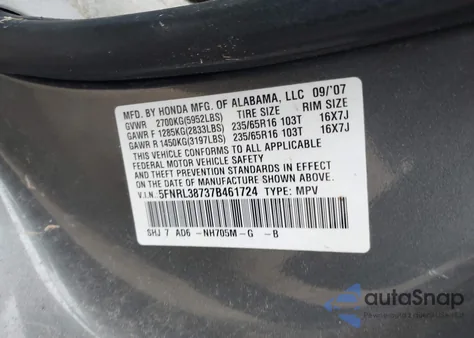 MFD. BY HONDA MFG. OF ALABAMA, LLC 09/'07
GVWR 2700KG(5952LBS) TIRE SIZE RIM SIZE
GAWR F 1285KG(2833LBS) 235/65R16 103T 16X7J
GAWR R 1450KG(3197LBS) 235/65R16 103T 16X7J
THIS VEHICLE CONFORMS TO ALL APPLICABLE
FEDERAL MOTOR VEHICLE SAFETY, BUMPER AND
THEFT PREVENTION STANDARDS IN EFFECT ON
THE DATE OF MANUFACTURE SHOWN ABOVE.
V.I.N. 5FNRL38737B461724 TYPE: MPV
SHJ 7 AD6 -NH705M-G -B
autoSnap